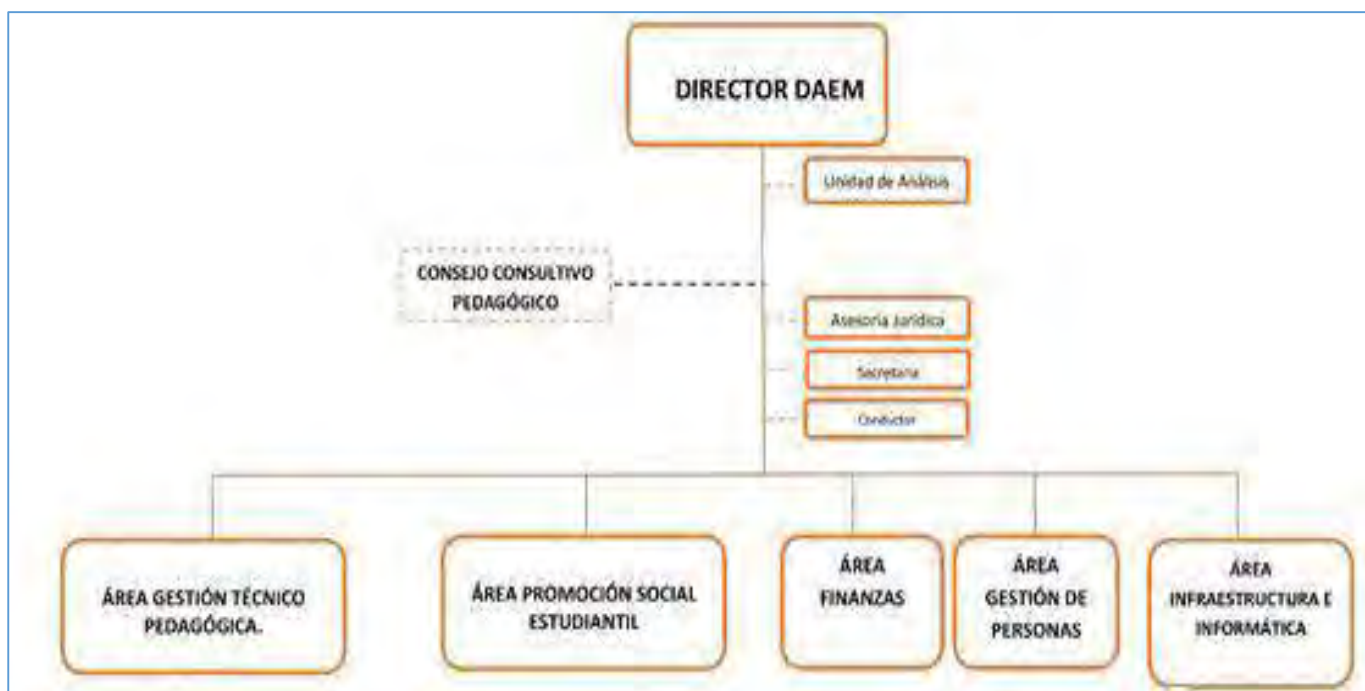 DIRECTOR DAEM
Unidad de Análisis
CONSEJO CONSULTIVO
PEDAGÓGICO
Asesoría Jurídica
Secretaria
Conductor
ÁREA GESTIÓN TÉCNICO
PEDAGÓGICA.
ÁREA PROMOCIÓN SOCIAL
ESTUDIANTIL
ÁREA
FINANZAS
ÁREA
GESTIÓN DE
PERSONAS
ÁREA
INFRAESTRUCTURA E
INFORMÁTICA